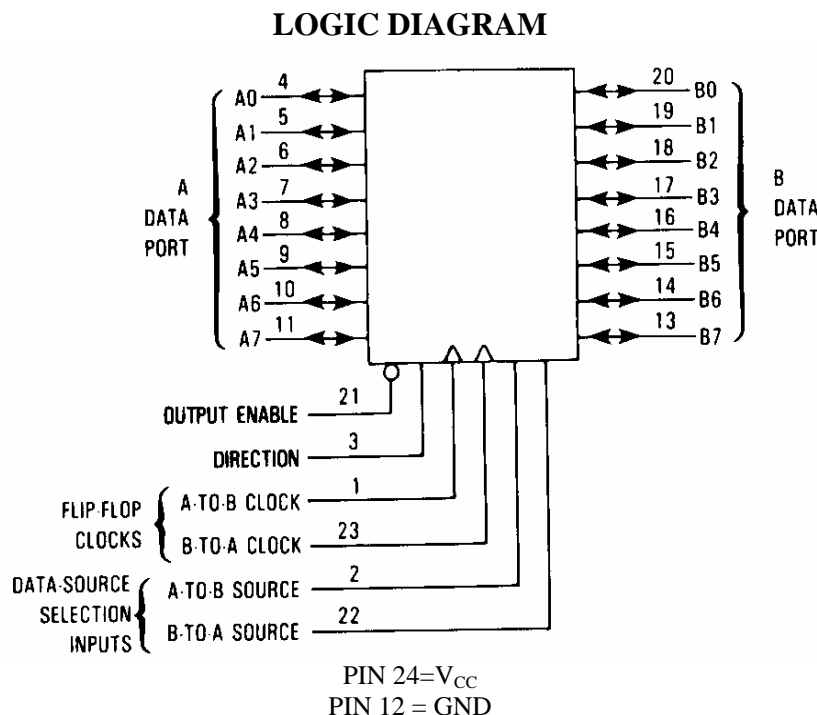 LOGIC DIAGRAM
A0 4 20 B0
A1 5 19 B1
A2 6 18 B2
A3 7 17 B3
A4 8 16 B4
A5 9 15 B5
A6 10 14 B6
A7 11 13 B7
A
DATA
PORT
B
DATA
PORT
OUTPUT ENABLE 21
DIRECTION 3
FLIP-FLOP
CLOCKS
A-TO-B CLOCK 1
B-TO-A CLOCK 23
DATA-SOURCE
SELECTION
INPUTS
A-TO-B SOURCE 2
B-TO-A SOURCE 22
PIN 24=VCC
PIN 12 = GND